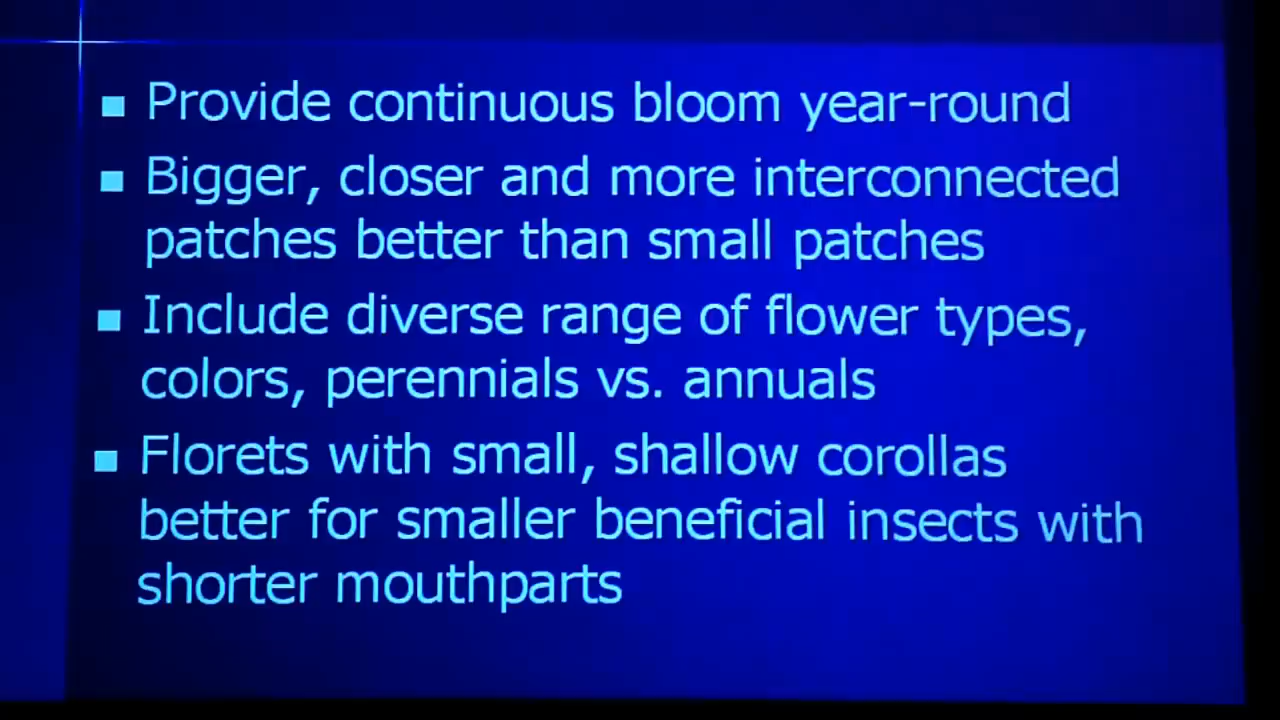 Provide continuous bloom year-round
Bigger, closer and more interconnected
patches better than small patches
Include diverse range of flower types,
colors, perennials vs. annuals
Florets with small, shallow corollas
better for smaller beneficial insects with
shorter mouthparts